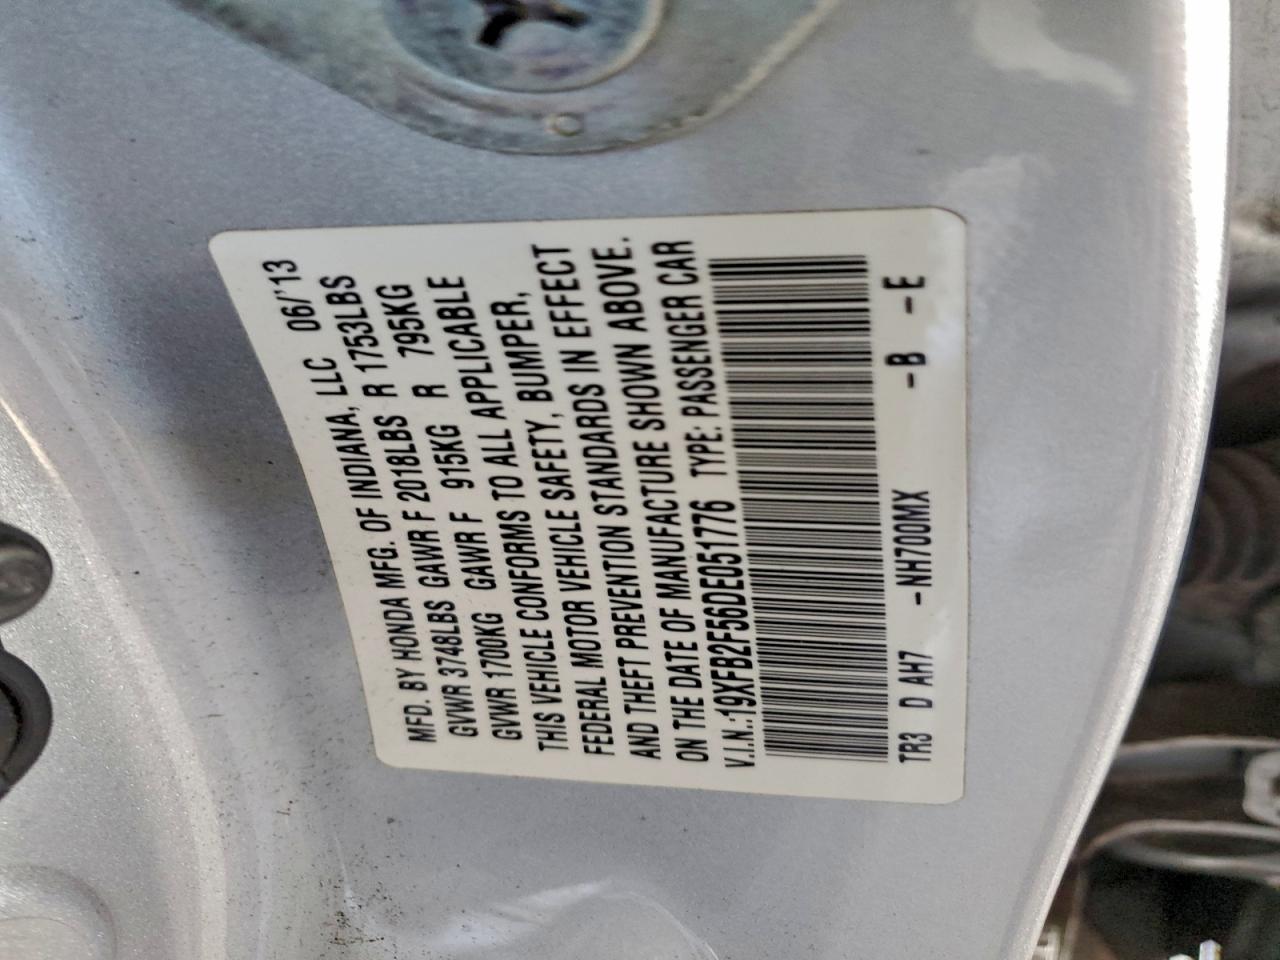 MFD. BY HONDA MFG. OF INDIANA, LLC 06/'13
GVWR 3748LBS GAWR F 2018LBS R 1753LBS
GVWR 1700KG GAWR F 915KG R 795KG
THIS VEHICLE CONFORMS TO ALL APPLICABLE
FEDERAL MOTOR VEHICLE SAFETY, BUMPER,
AND THEFT PREVENTION STANDARDS IN EFFECT
ON THE DATE OF MANUFACTURE SHOWN ABOVE.
V.I.N.:19XFB2F56DE051776 TYPE: PASSENGER CAR
TR3 D AH7 -NH700MX -B -E